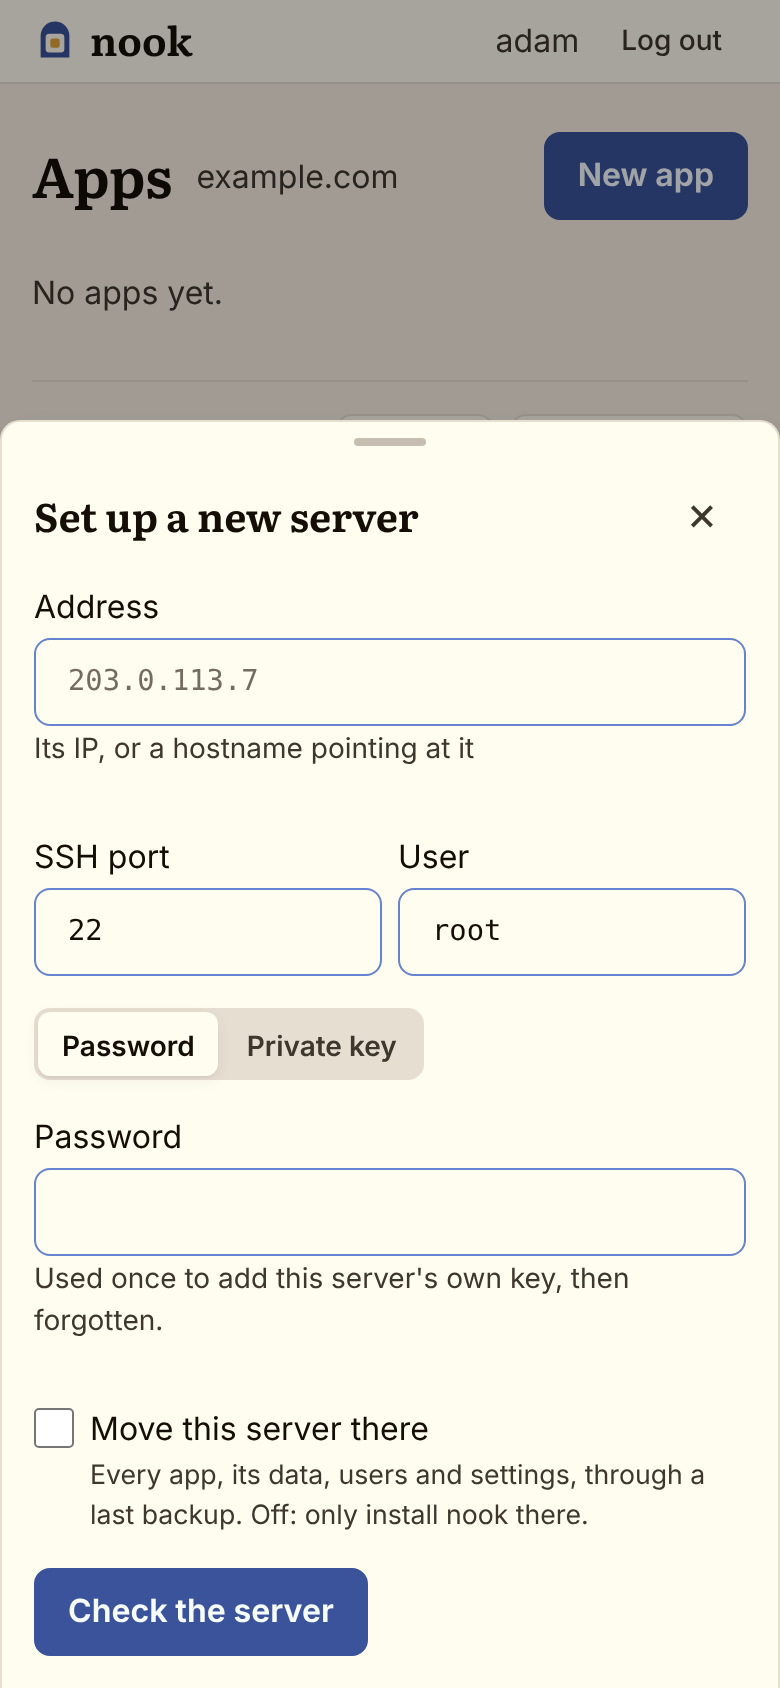 nook
adam
Log out
Apps
example.com
New app
No apps yet.
Set up a new server
Address
203.0.113.7
Its IP, or a hostname pointing at it
SSH port
User
22
root
Password
Private key
Password
Used once to add this server's own key, then
forgotten.
Move this server there
Every app, its data, users and settings, through a
last backup. Off: only install nook there.
Check the server